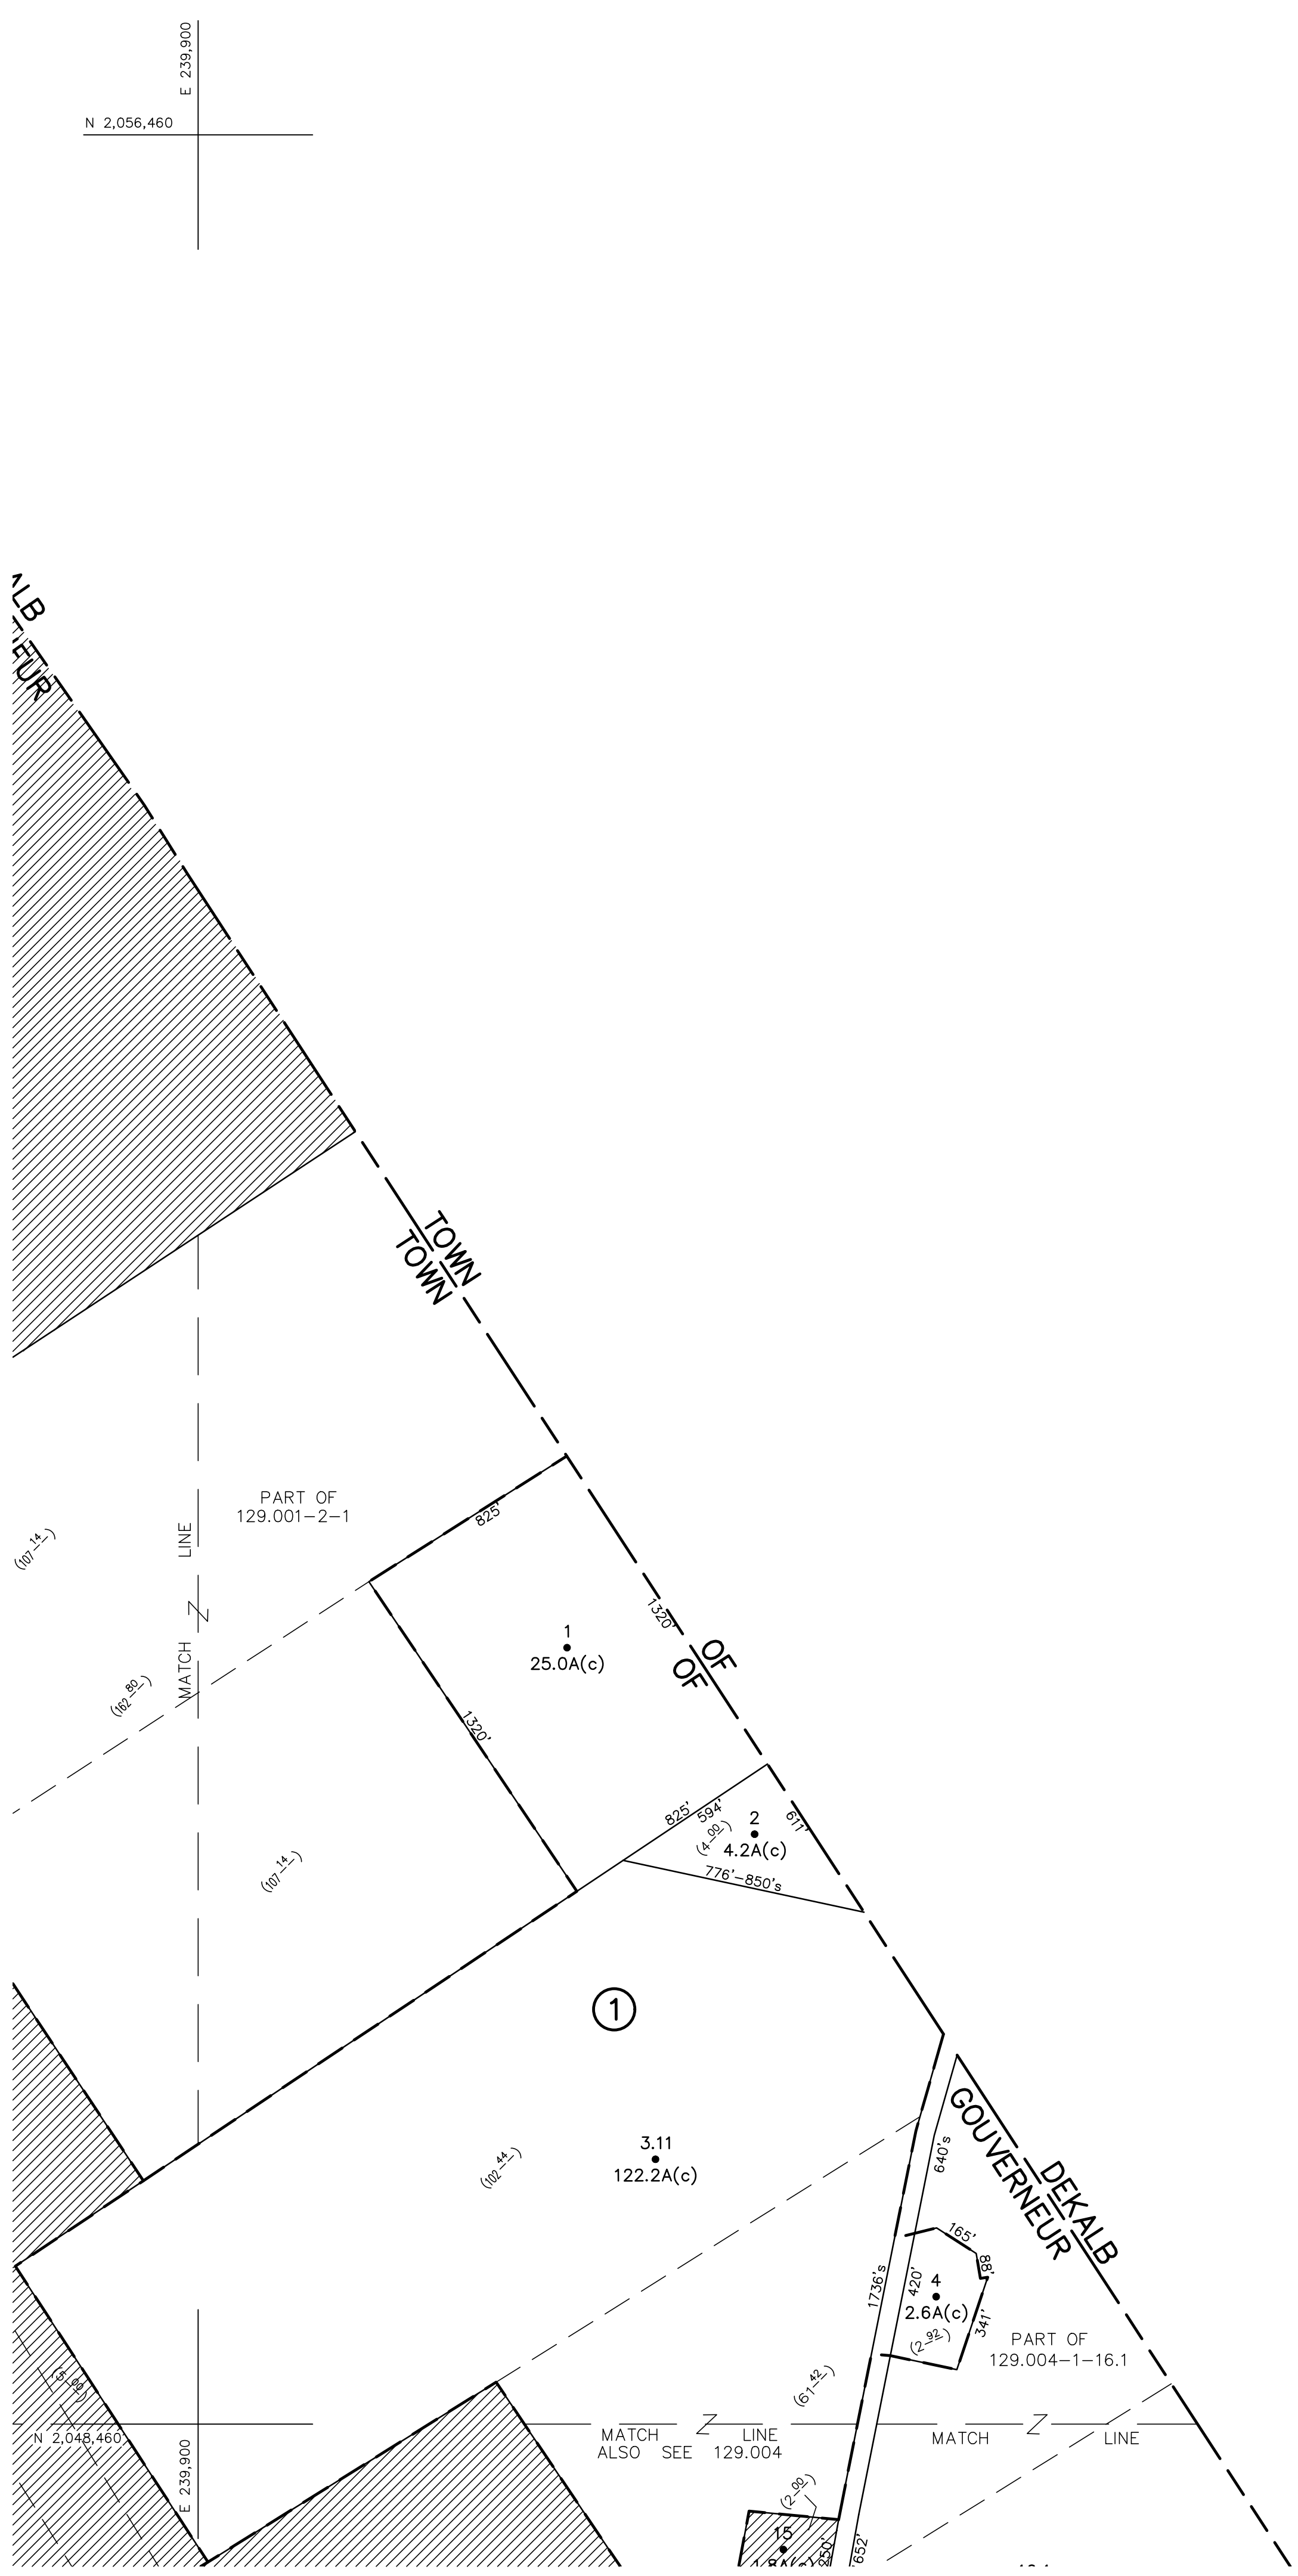 E 239,900
N 2,056,460
ALB
EUR
TOWN
TOWN
PART OF
129.001-2-1
825'
LINE
(107.14)
1320'
1
25.0A(c)
OF
OF
MATCH
(162.80)
1320'
825'
594'
611'
2
4.2A(c)
(4.00)
776'-850's
(107.14)
1
GOUVERNEUR
DEKALB
640's
3.11
122.2A(c)
(102.44)
165'
88'
1736's
420'
4
2.6A(c)
341'
(2.92)
PART OF
129.004-1-16.1
(61.42)
(5.00)
N 2,048,460
MATCH Z LINE
ALSO SEE 129.004
MATCH Z LINE
E 239,900
(2.00)
15
250'
652'